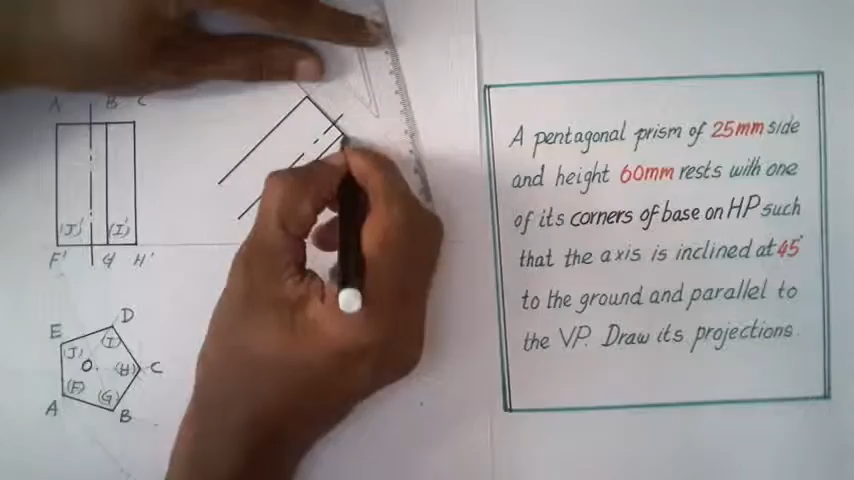 A B C
(J)' (I)'
F' G H'
D
E (I)
(J) O (H) C
(F) (G)
A B
A pentagonal prism of 25mm side
and height 60mm rests with one
of its corners of base on HP such
that the axis is inclined at 45°
to the ground and parallel to
the VP. Draw its projections.